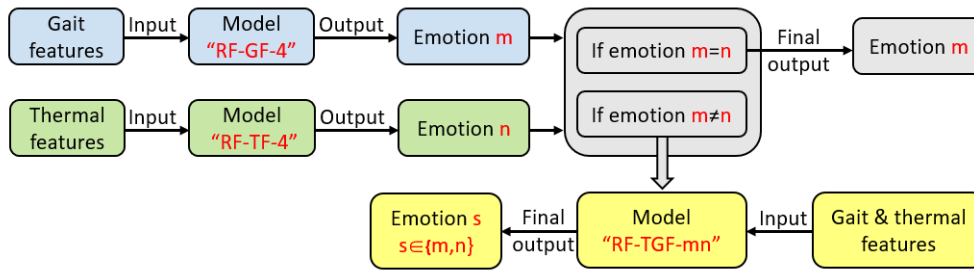 Gait
features
Input
Model
“RF-GF-4”
Output
Emotion m
If emotion m=n
Final
output
Emotion m
Thermal
features
Input
Model
“RF-TF-4”
Output
Emotion n
If emotion m≠n
Emotion s
s∈{m,n}
Final
output
Model
“RF-TGF-mn”
Input
Gait & thermal
features